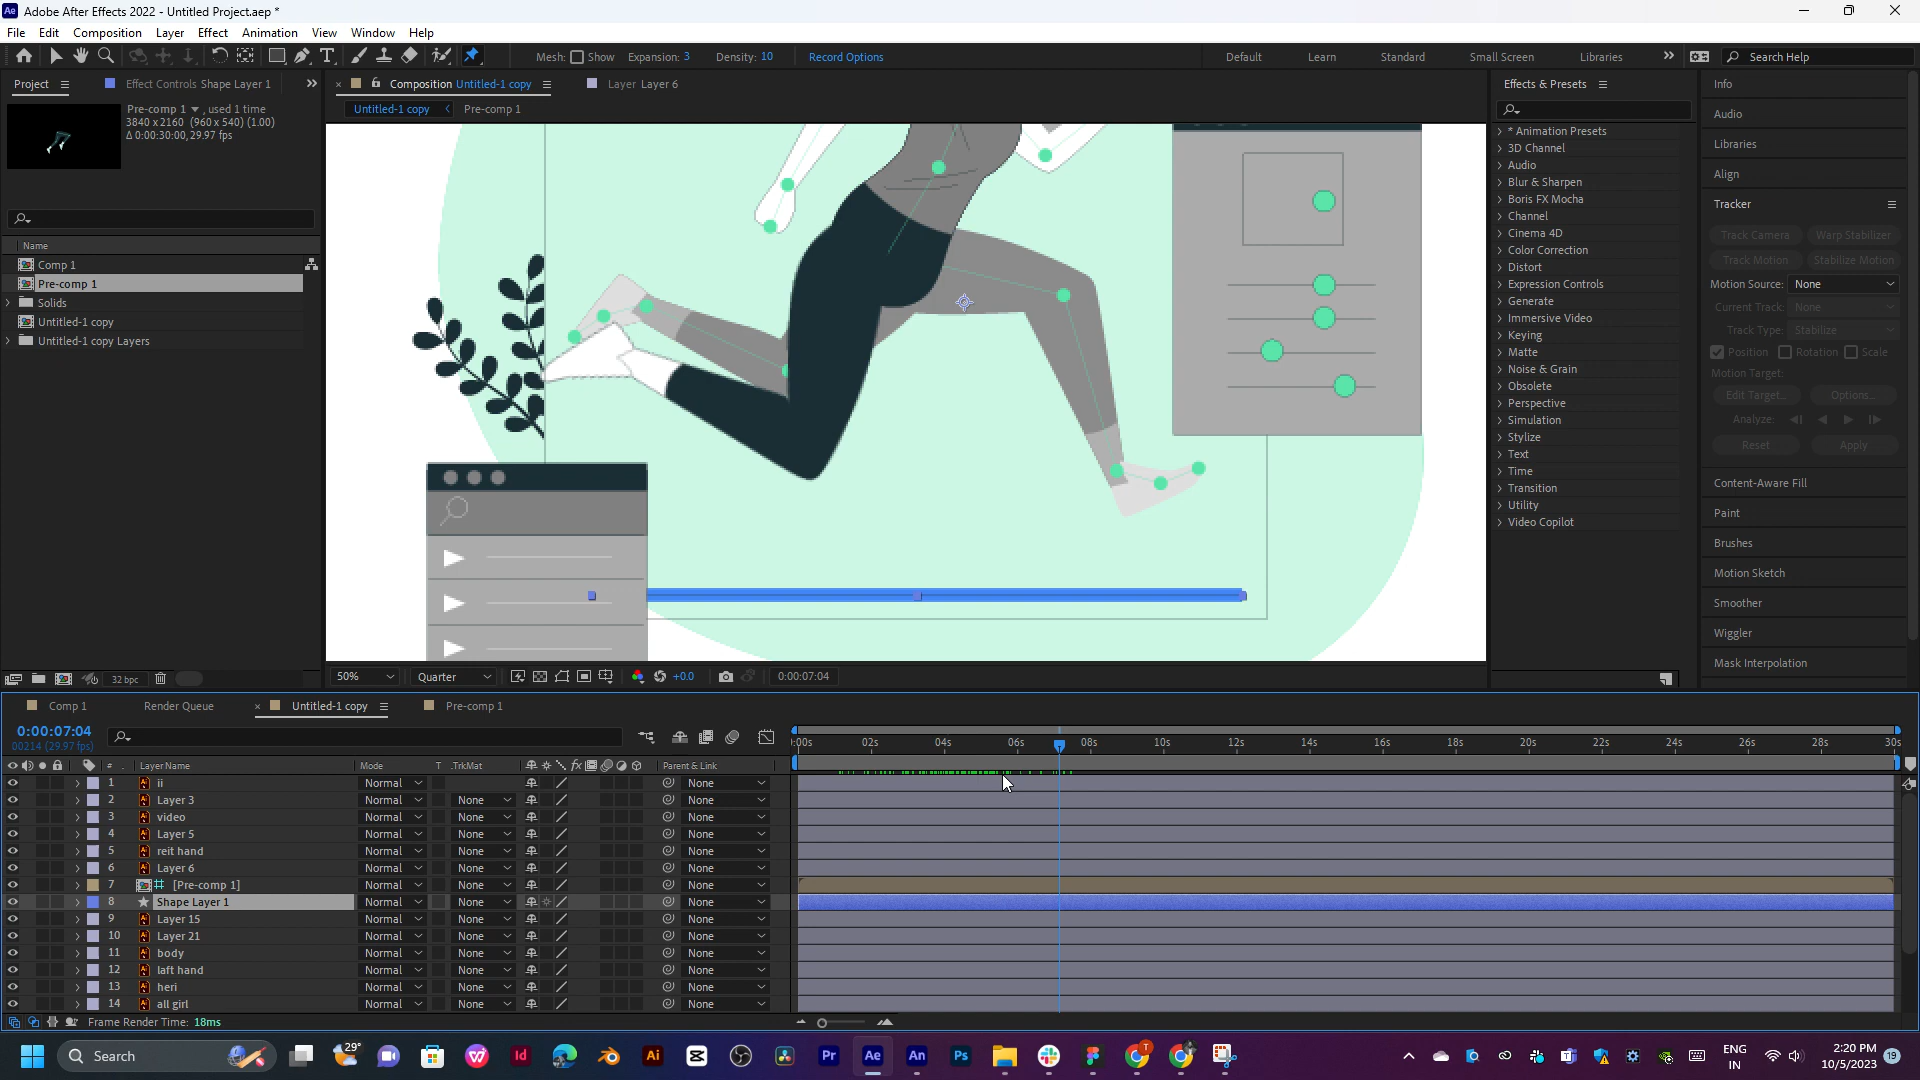 Adobe After Effects 2022 - Untitled Project.aep *
File Edit Composition Layer Effect Animation View Window Help
Mesh: Show Expansion: 3 Density: 10 Record Options Default Learn Standard Small Screen Libraries Search Help
Project Effect Controls Shape Layer 1 Composition Untitled-1 copy Layer Layer 6
Untitled-1 copy Pre-comp 1
Pre-comp 1 , used 1 time
3840 x 2160 (960 x 540) (1.00)
Δ 0:00:30:00, 29.97 fps
Name
Comp 1
Pre-comp 1
Solids
Untitled-1 copy
Untitled-1 copy Layers
32 bpc
50% Quarter +0.0 0:00:07:04
Effects & Presets
* Animation Presets
3D Channel
Audio
Blur & Sharpen
Boris FX Mocha
Channel
Cinema 4D
Color Correction
Distort
Expression Controls
Generate
Immersive Video
Keying
Matte
Noise & Grain
Obsolete
Perspective
Simulation
Stylize
Text
Time
Transition
Utility
Video Copilot
Info
Audio
Libraries
Align
Tracker
Track Camera Warp Stabilizer
Track Motion Stabilize Motion
Motion Source: None
Current Track: None
Track Type: Stabilize
Position Rotation Scale
Motion Target:
Edit Target... Options...
Analyze:
Reset Apply
Content-Aware Fill
Paint
Brushes
Motion Sketch
Smoother
Wiggler
Mask Interpolation
Comp 1 Render Queue Untitled-1 copy Pre-comp 1
0:00:07:04
00214 (29.97 fps)
:00s 02s 04s 06s 08s 10s 12s 14s 16s 18s 20s 22s 24s 26s 28s 30s
# Layer Name Mode T .TrkMat Parent & Link
1 ii Normal None
2 Layer 3 Normal None None
3 video Normal None None
4 Layer 5 Normal None None
5 reit hand Normal None None
6 Layer 6 Normal None None
7 [Pre-comp 1] Normal None None
8 Shape Layer 1 Normal None None
9 Layer 15 Normal None None
10 Layer 21 Normal None None
11 body Normal None None
12 laft hand Normal None None
13 heri Normal None None
14 all girl Normal None None
Frame Render Time: 18ms
Search 29° Id Ai Pr Ae An Ps ENG IN 2:20 PM 10/5/2023 19